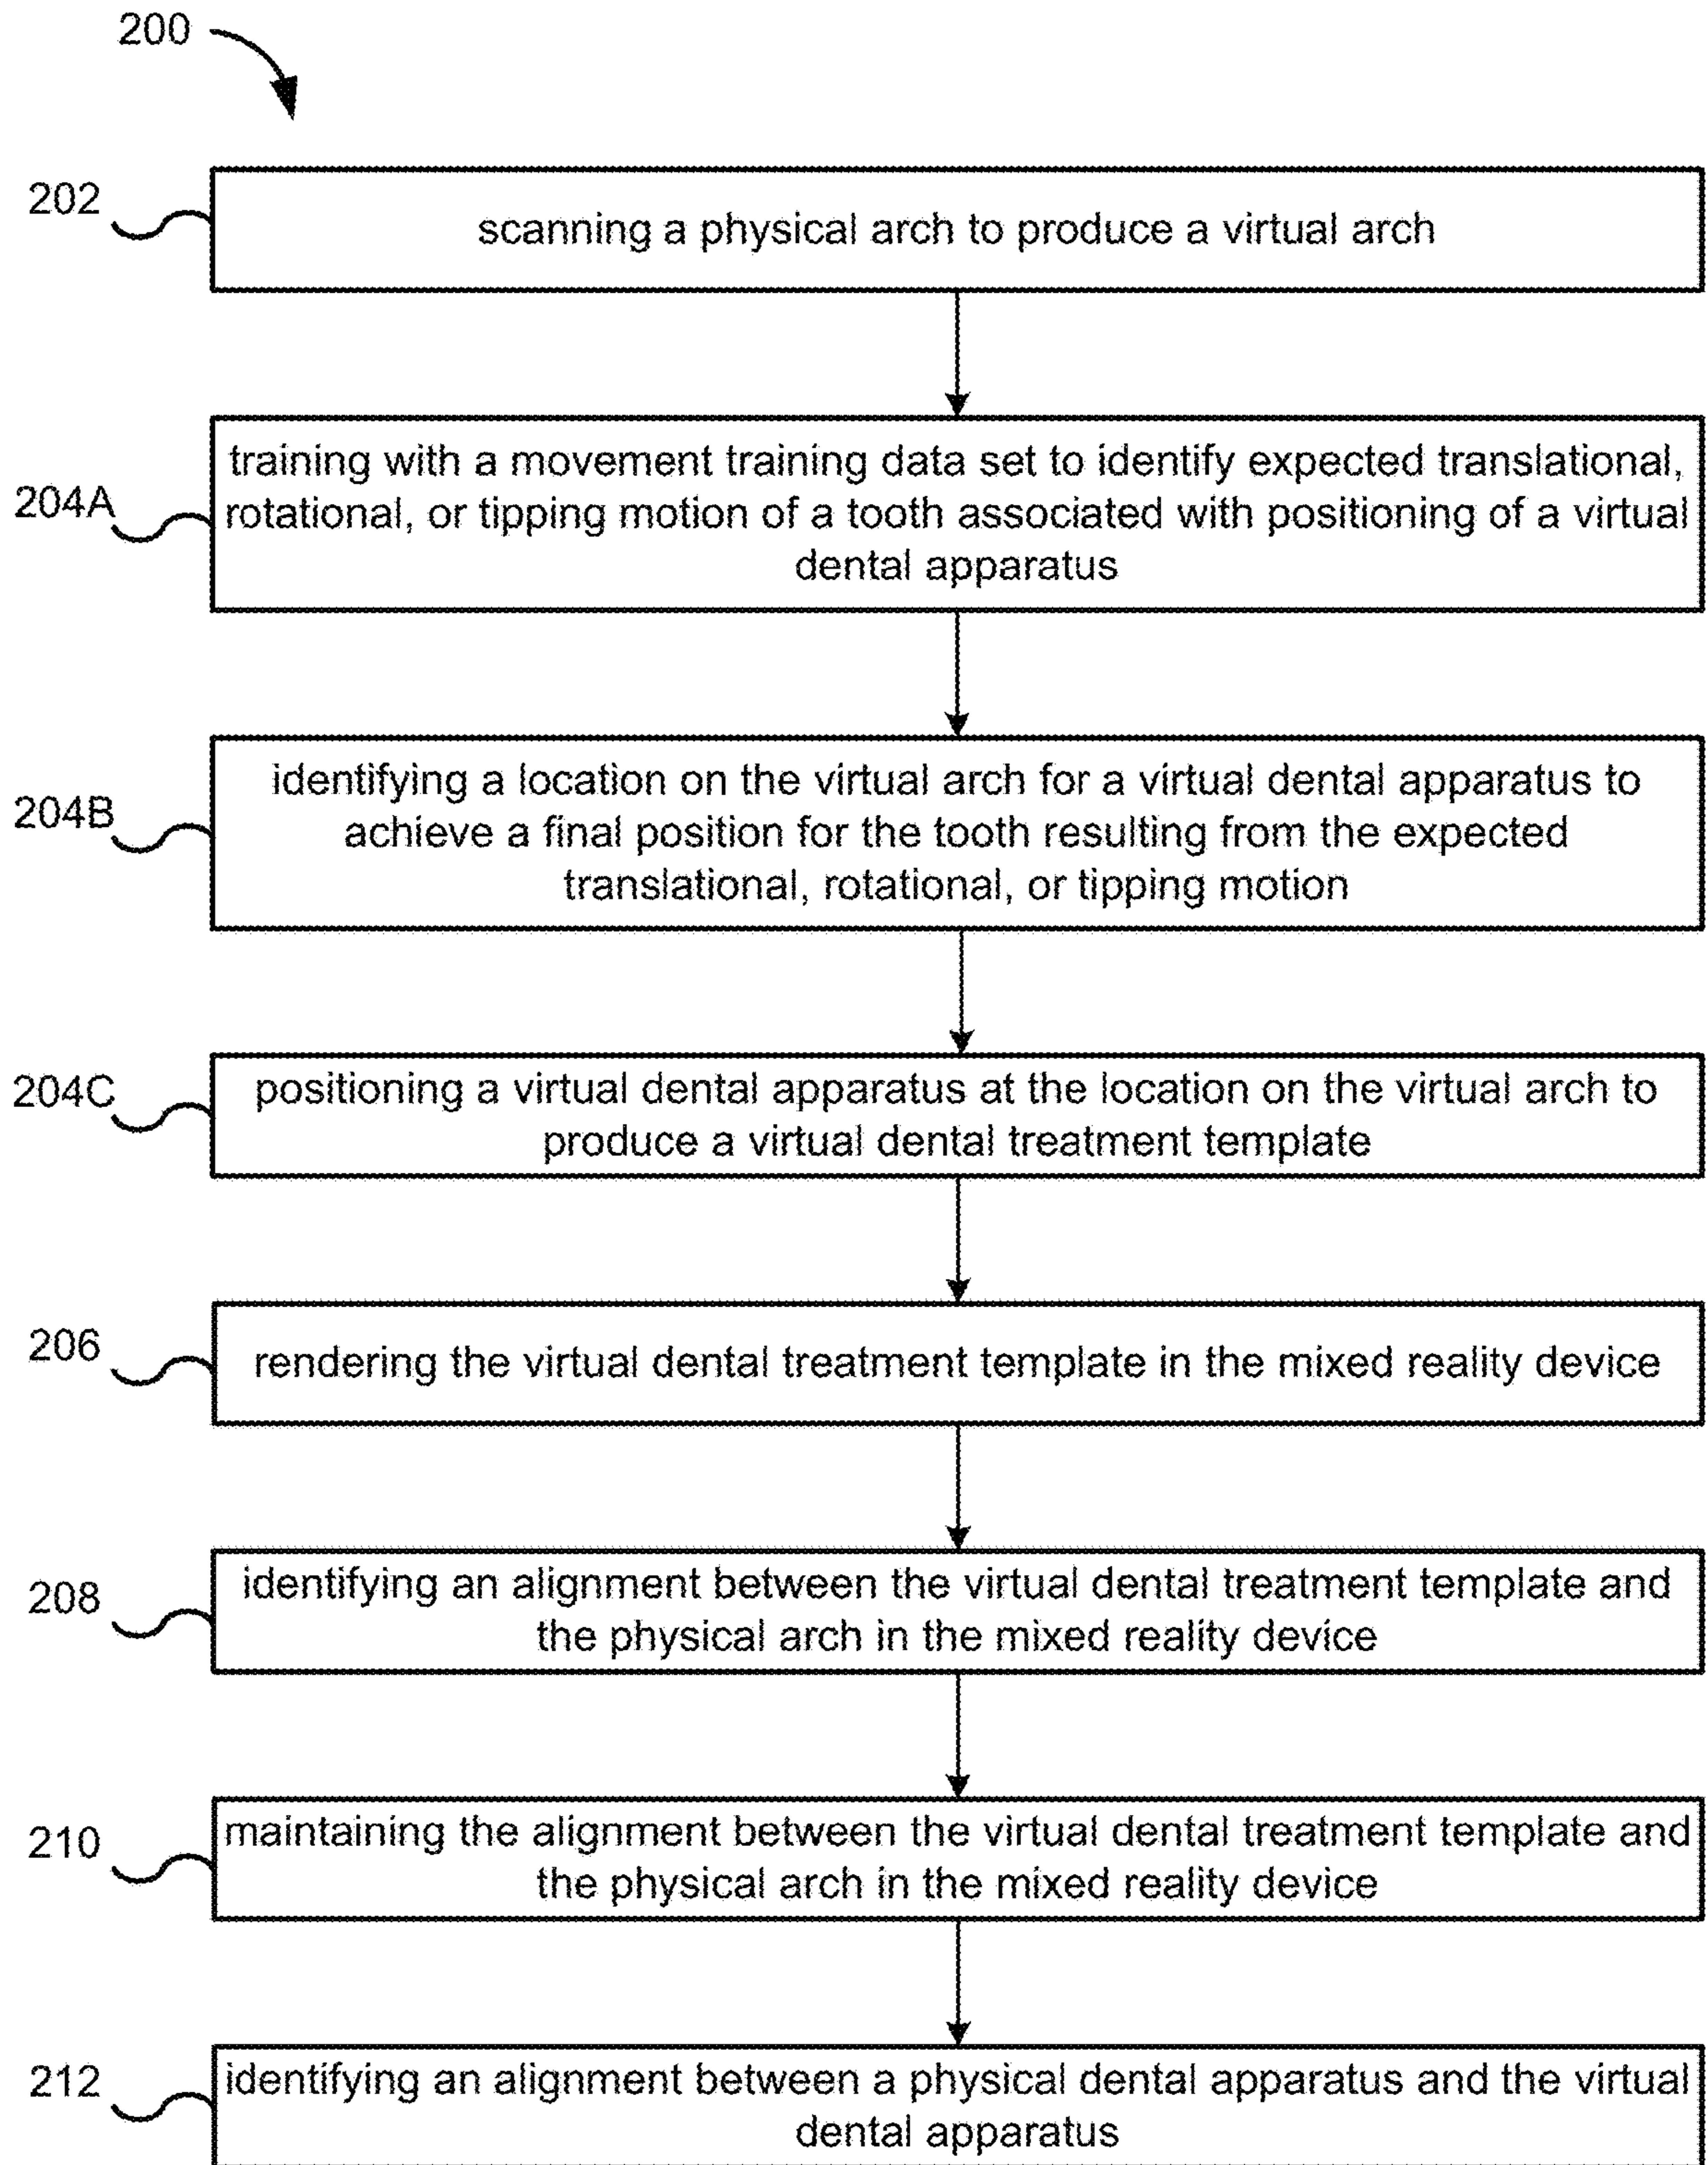 200
202
scanning a physical arch to produce a virtual arch
204A
training with a movement training data set to identify expected translational,
rotational, or tipping motion of a tooth associated with positioning of a virtual
dental apparatus
204B
identifying a location on the virtual arch for a virtual dental apparatus to
achieve a final position for the tooth resulting from the expected
translational, rotational, or tipping motion
204C
positioning a virtual dental apparatus at the location on the virtual arch to
produce a virtual dental treatment template
206
rendering the virtual dental treatment template in the mixed reality device
208
identifying an alignment between the virtual dental treatment template and
the physical arch in the mixed reality device
210
maintaining the alignment between the virtual dental treatment template and
the physical arch in the mixed reality device
212
identifying an alignment between a physical dental apparatus and the virtual
dental apparatus